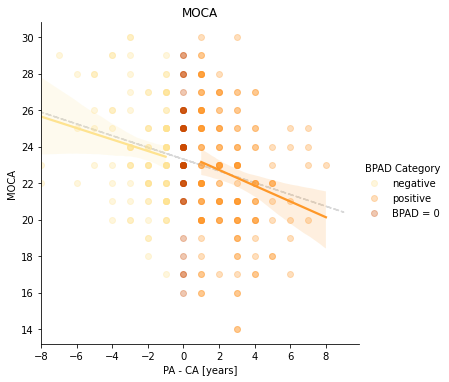 MOCA
30
28
26
24
22
20
18
16
14
MOCA
−8 −6 −4 −2 0 2 4 6 8
PA - CA [years]
BPAD Category
negative
positive
BPAD = 0